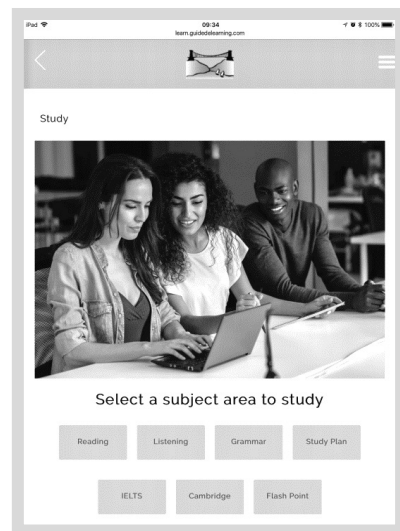 iPad 09:34 100%
learn.guidedelearning.com
Study
Select a subject area to study
Reading Listening Grammar Study Plan
IELTS Cambridge Flash Point